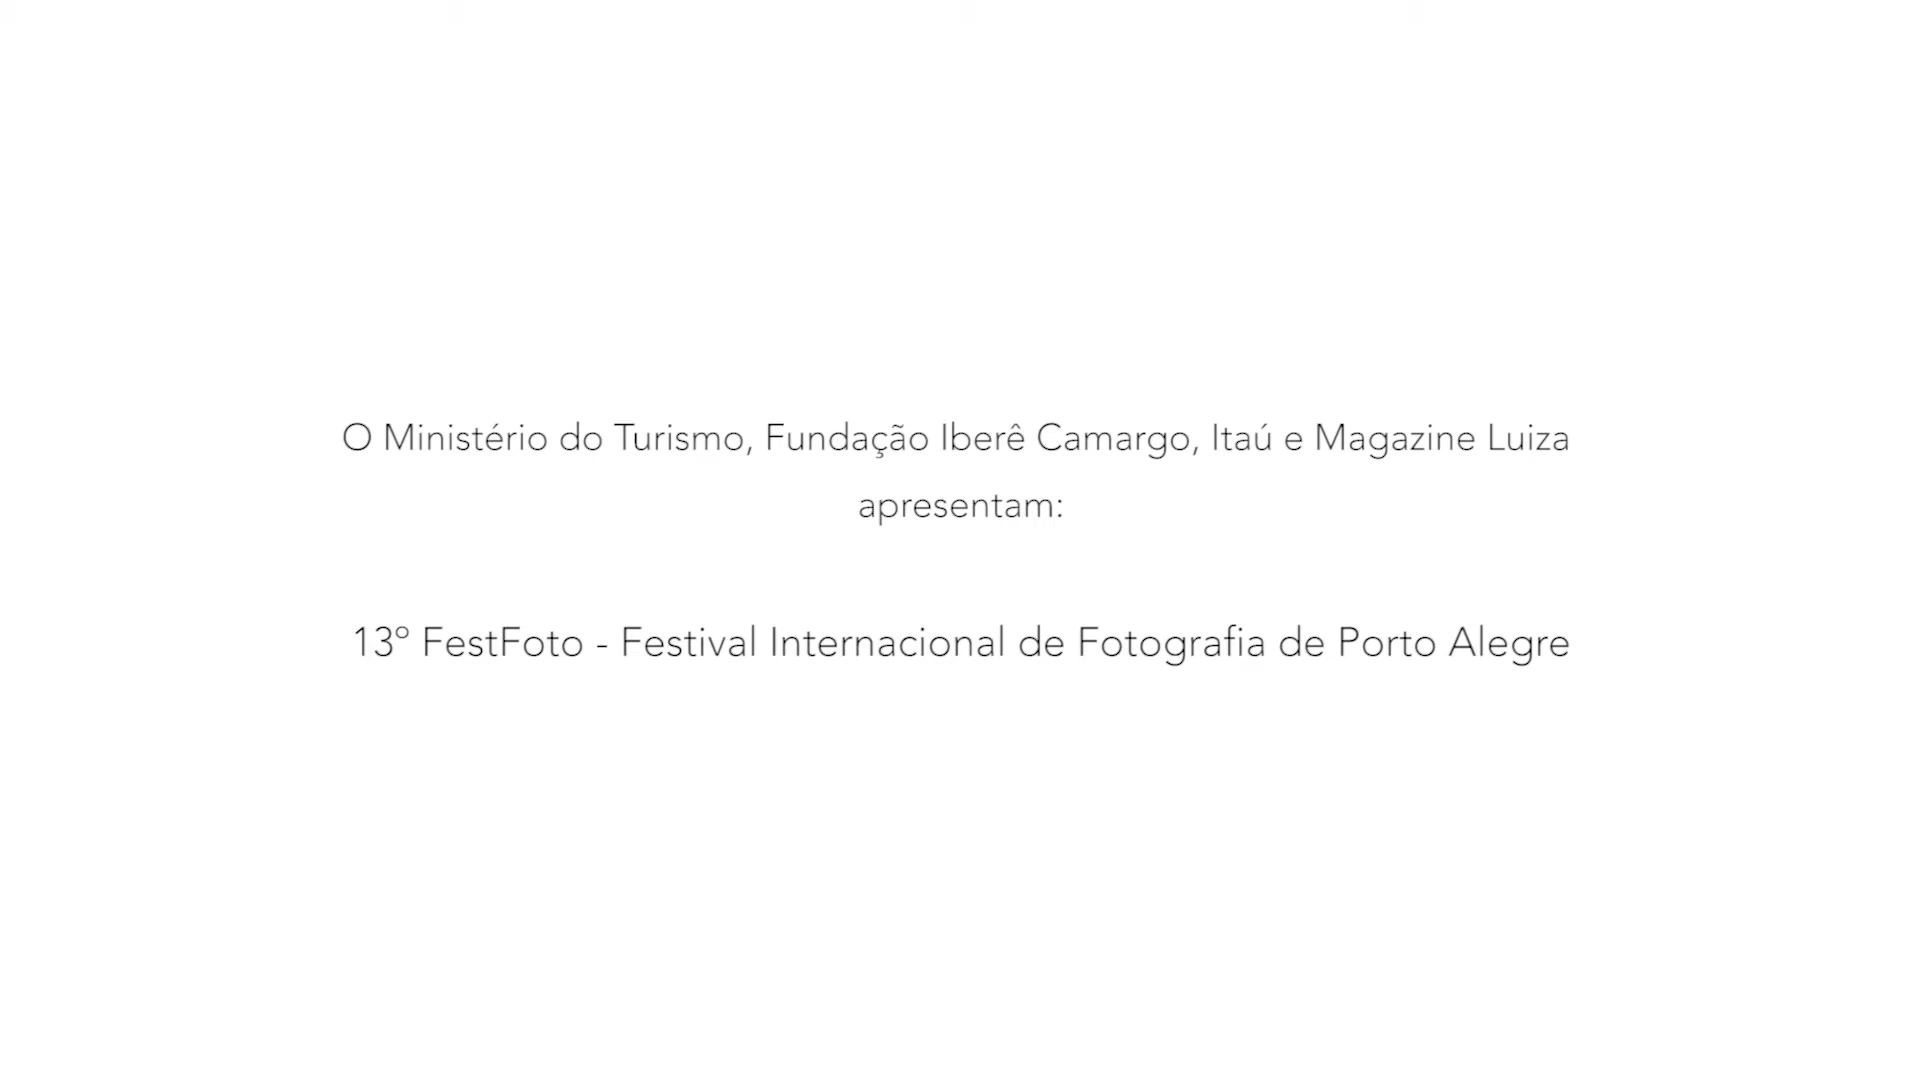 O Ministério do Turismo, Fundação Iberê Camargo, Itaú e Magazine Luiza
apresentam:
13º FestFoto - Festival Internacional de Fotografia de Porto Alegre